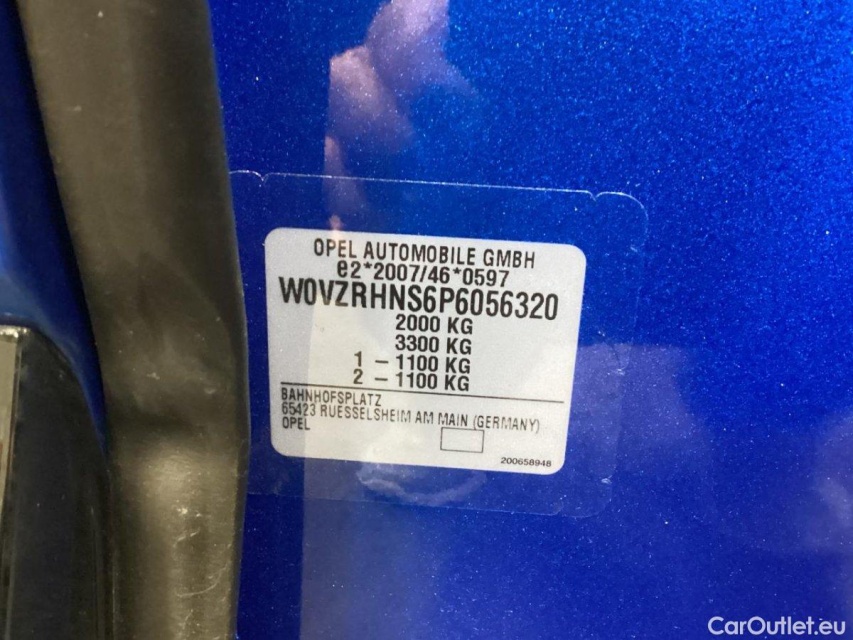 OPEL AUTOMOBILE GMBH
e2*2007/46*0597
W0VZRHNS6P6056320
2000 KG
3300 KG
1 – 1100 KG
2 – 1100 KG
BAHNHOFSPLATZ
65423 RUESSELSHEIM AM MAIN (GERMANY)
OPEL
200658948
CarOutlet.eu